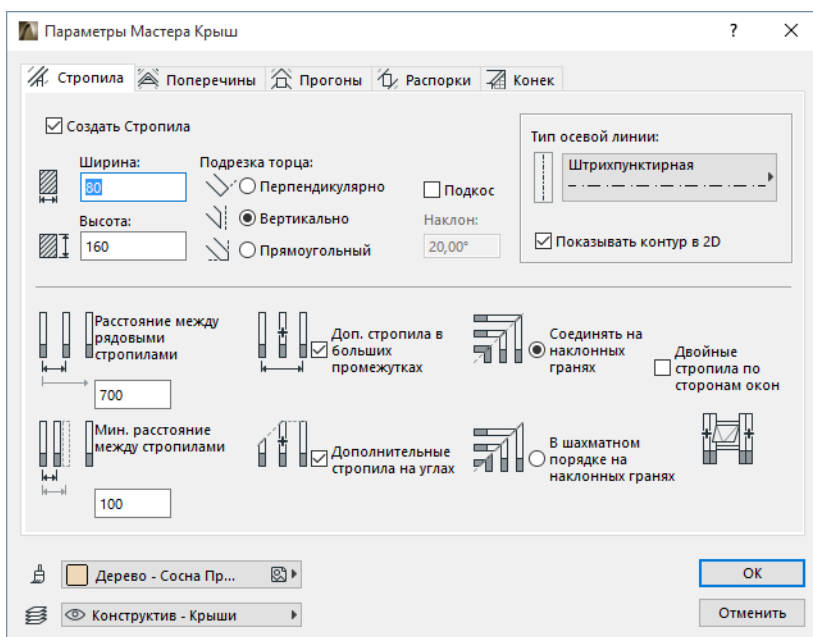 Параметры Мастера Крыш
?
Стропила
Поперечины
Прогоны
Распорки
Конек
Создать Стропила
Ширина:
80
Высота:
160
Подрезка торца:
Перпендикулярно
Вертикально
Прямоугольный
Подкос
Наклон:
20,00°
Тип осевой линии:
Штрихпунктирная
Показывать контур в 2D
Расстояние между
рядовыми
стропилами
700
Доп. стропила в
больших
промежутках
Соединять на
наклонных
гранях
Двойные
стропила по
сторонам окон
Мин. расстояние
между стропилами
100
Дополнительные
стропила на углах
В шахматном
порядке на
наклонных гранях
Дерево - Сосна Пр...
Конструктив - Крыши
OK
Отменить